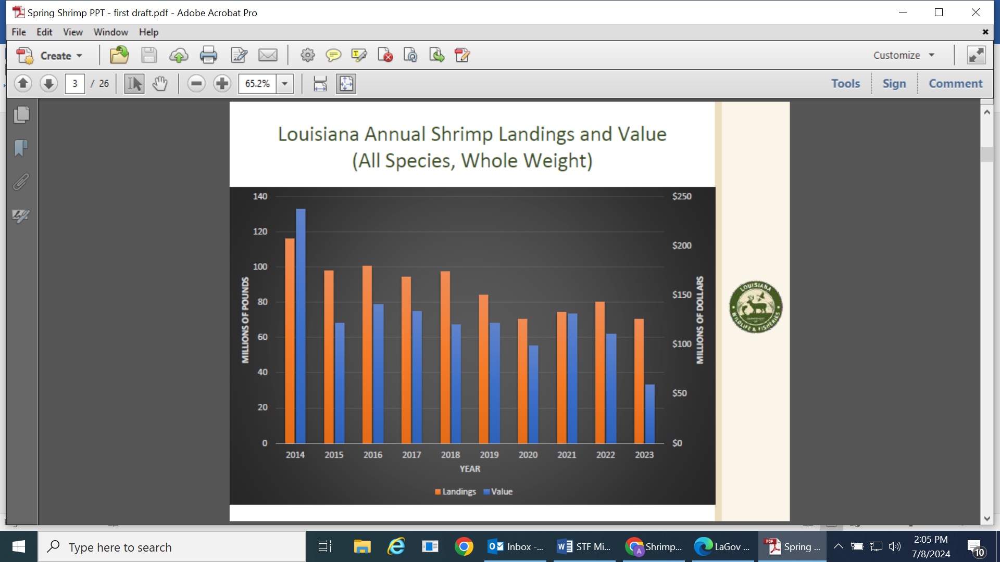 Spring Shrimp PPT - first draft.pdf - Adobe Acrobat Pro
File Edit View Window Help
Create
Customize
3 / 26
65.2%
Tools Sign Comment
Louisiana Annual Shrimp Landings and Value
(All Species, Whole Weight)
140
120
100
80
60
40
20
0
MILLIONS OF POUNDS
$250
$200
$150
$100
$50
$0
MILLIONS OF DOLLARS
2014 2015 2016 2017 2018 2019 2020 2021 2022 2023
YEAR
Landings Value
LOUISIANA
WILDLIFE & FISHERIES
Type here to search
Inbox -...
STF Mi...
A
Shrimp...
LaGov ...
PDF
Spring ...
2:05 PM
7/8/2024
10